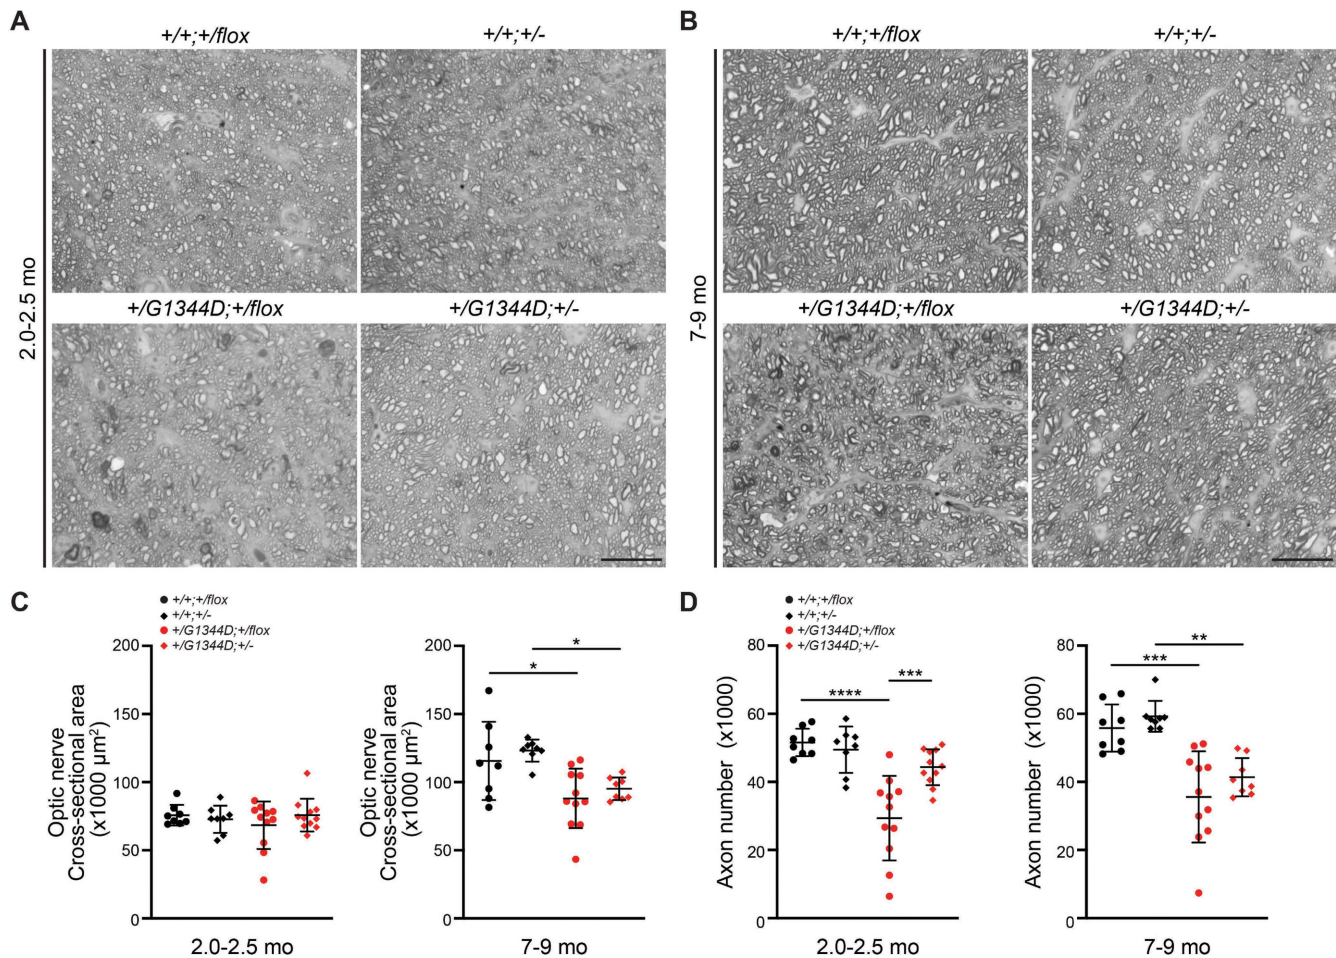 A
+/+;+/flox
+/+;+/-
2.0-2.5 mo
+/G1344D;+/flox
+/G1344D;+/-
B
+/+;+/flox
+/+;+/-
7-9 mo
+/G1344D;+/flox
+/G1344D;+/-
C
+/+;+/flox
+/+;+/-
+/G1344D;+/flox
+/G1344D;+/-
Optic nerve
Cross-sectional area
(x1000 µm²)
200
150
100
50
0
2.0-2.5 mo
Optic nerve
Cross-sectional area
(x1000 µm²)
200
150
100
50
0
*
*
7-9 mo
D
+/+;+/flox
+/+;+/-
+/G1344D;+/flox
+/G1344D;+/-
Axon number (x1000)
80
60
40
20
0
****
***
2.0-2.5 mo
Axon number (x1000)
80
60
40
20
0
***
**
7-9 mo